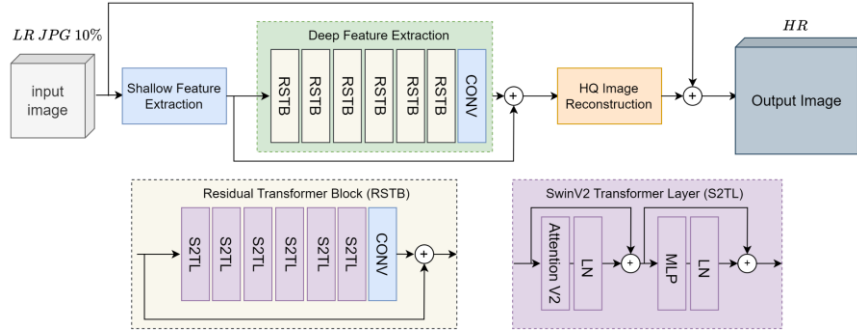 LR JPG 10%
HR
Deep Feature Extraction
input
image
Shallow Feature
Extraction
RSTB
RSTB
RSTB
RSTB
RSTB
RSTB
CONV
+
HQ Image
Reconstruction
+
Output Image
Residual Transformer Block (RSTB)
S2TL
S2TL
S2TL
S2TL
S2TL
S2TL
CONV
+
SwinV2 Transformer Layer (S2TL)
Attention V2
LN
+
MLP
LN
+